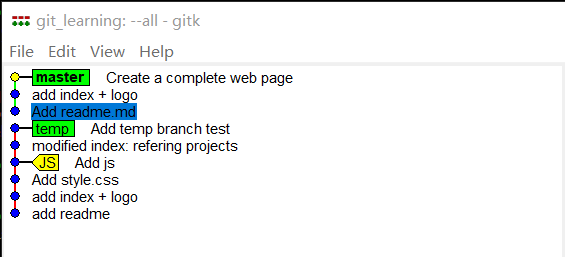 git_learning: --all - gitk
File Edit View Help
master Create a complete web page
add index + logo
Add readme.md
temp Add temp branch test
modified index: refering projects
JS Add js
Add style.css
add index + logo
add readme